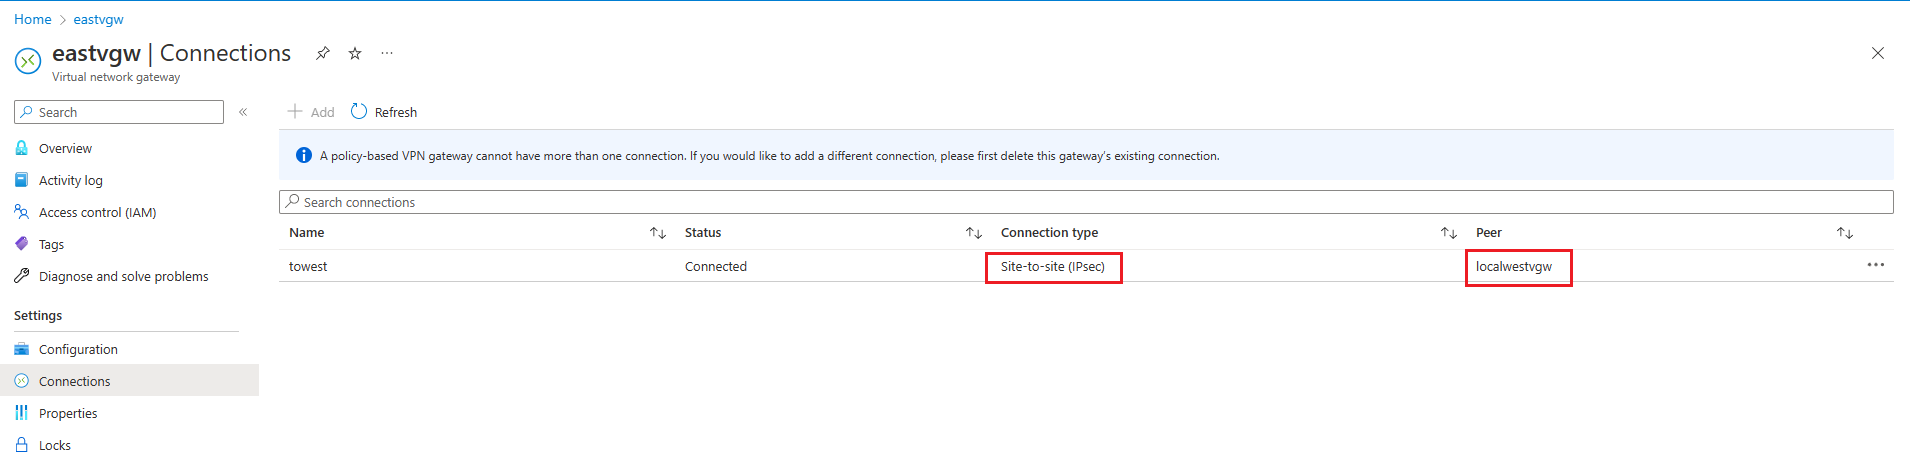 Home > eastvgw
eastvgw | Connections
Virtual network gateway
Search
Add Refresh
Overview
A policy-based VPN gateway cannot have more than one connection. If you would like to add a different connection, please first delete this gateway's existing connection.
Activity log
Search connections
Access control (IAM)
Name Status Connection type Peer
Tags
towest Connected Site-to-site (IPsec) localwestvgw
Diagnose and solve problems
Settings
Configuration
Connections
Properties
Locks